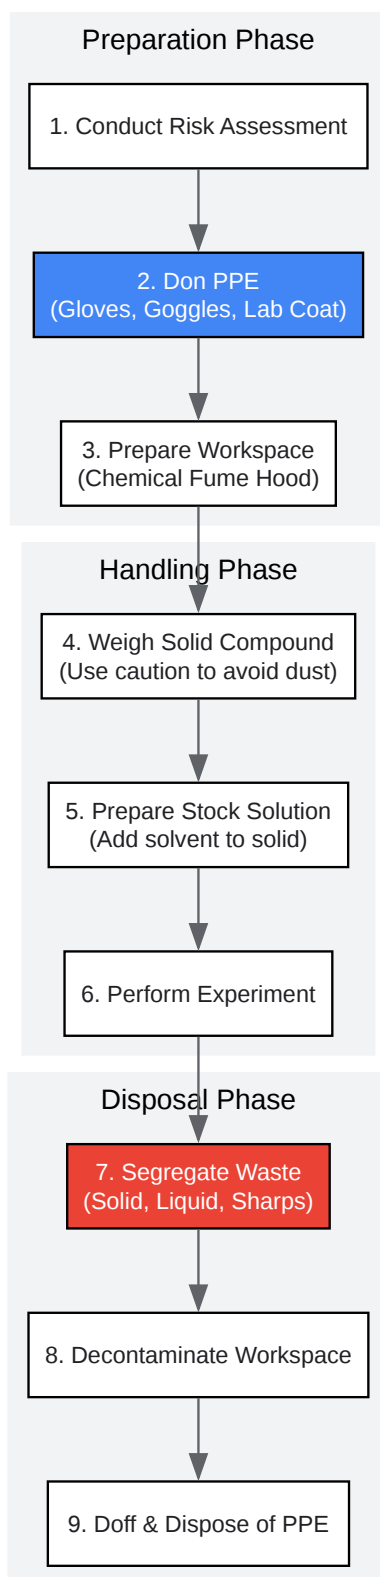 Preparation Phase
1. Conduct Risk Assessment
2. Don PPE
(Gloves, Goggles, Lab Coat)
3. Prepare Workspace
(Chemical Fume Hood)
Handling Phase
4. Weigh Solid Compound
(Use caution to avoid dust)
5. Prepare Stock Solution
(Add solvent to solid)
6. Perform Experiment
Disposal Phase
7. Segregate Waste
(Solid, Liquid, Sharps)
8. Decontaminate Workspace
9. Doff & Dispose of PPE